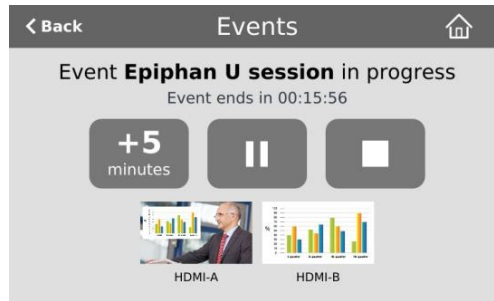 Back
Events
Event Epiphan U session in progress
Event ends in 00:15:56
+5
minutes
HDMI-A
HDMI-B